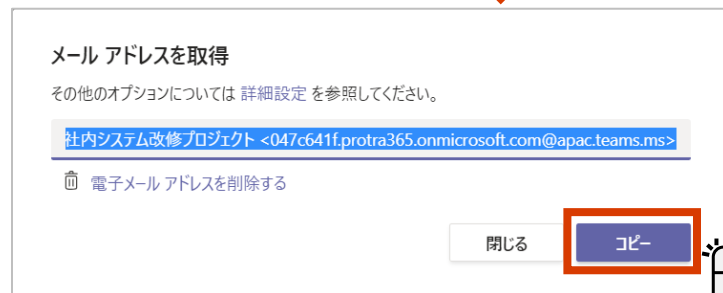 メール アドレスを取得
その他のオプションについては 詳細設定 を参照してください。
社内システム改修プロジェクト <047c641f.protra365.onmicrosoft.com@apac.teams.ms>
電子メール アドレスを削除する
閉じる
コピー